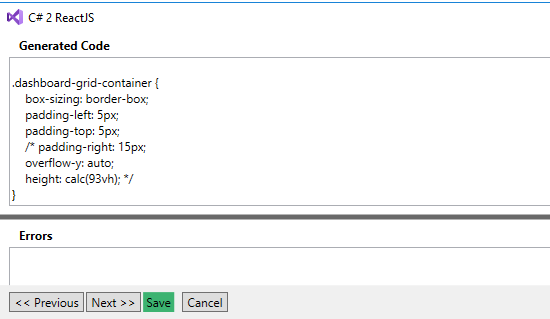 C# 2 ReactJS
Generated Code
.dashboard-grid-container {
    box-sizing: border-box;
    padding-left: 5px;
    padding-top: 5px;
    /* padding-right: 15px;
    overflow-y: auto;
    height: calc(93vh); */
}
Errors
<< Previous Next >> Save Cancel